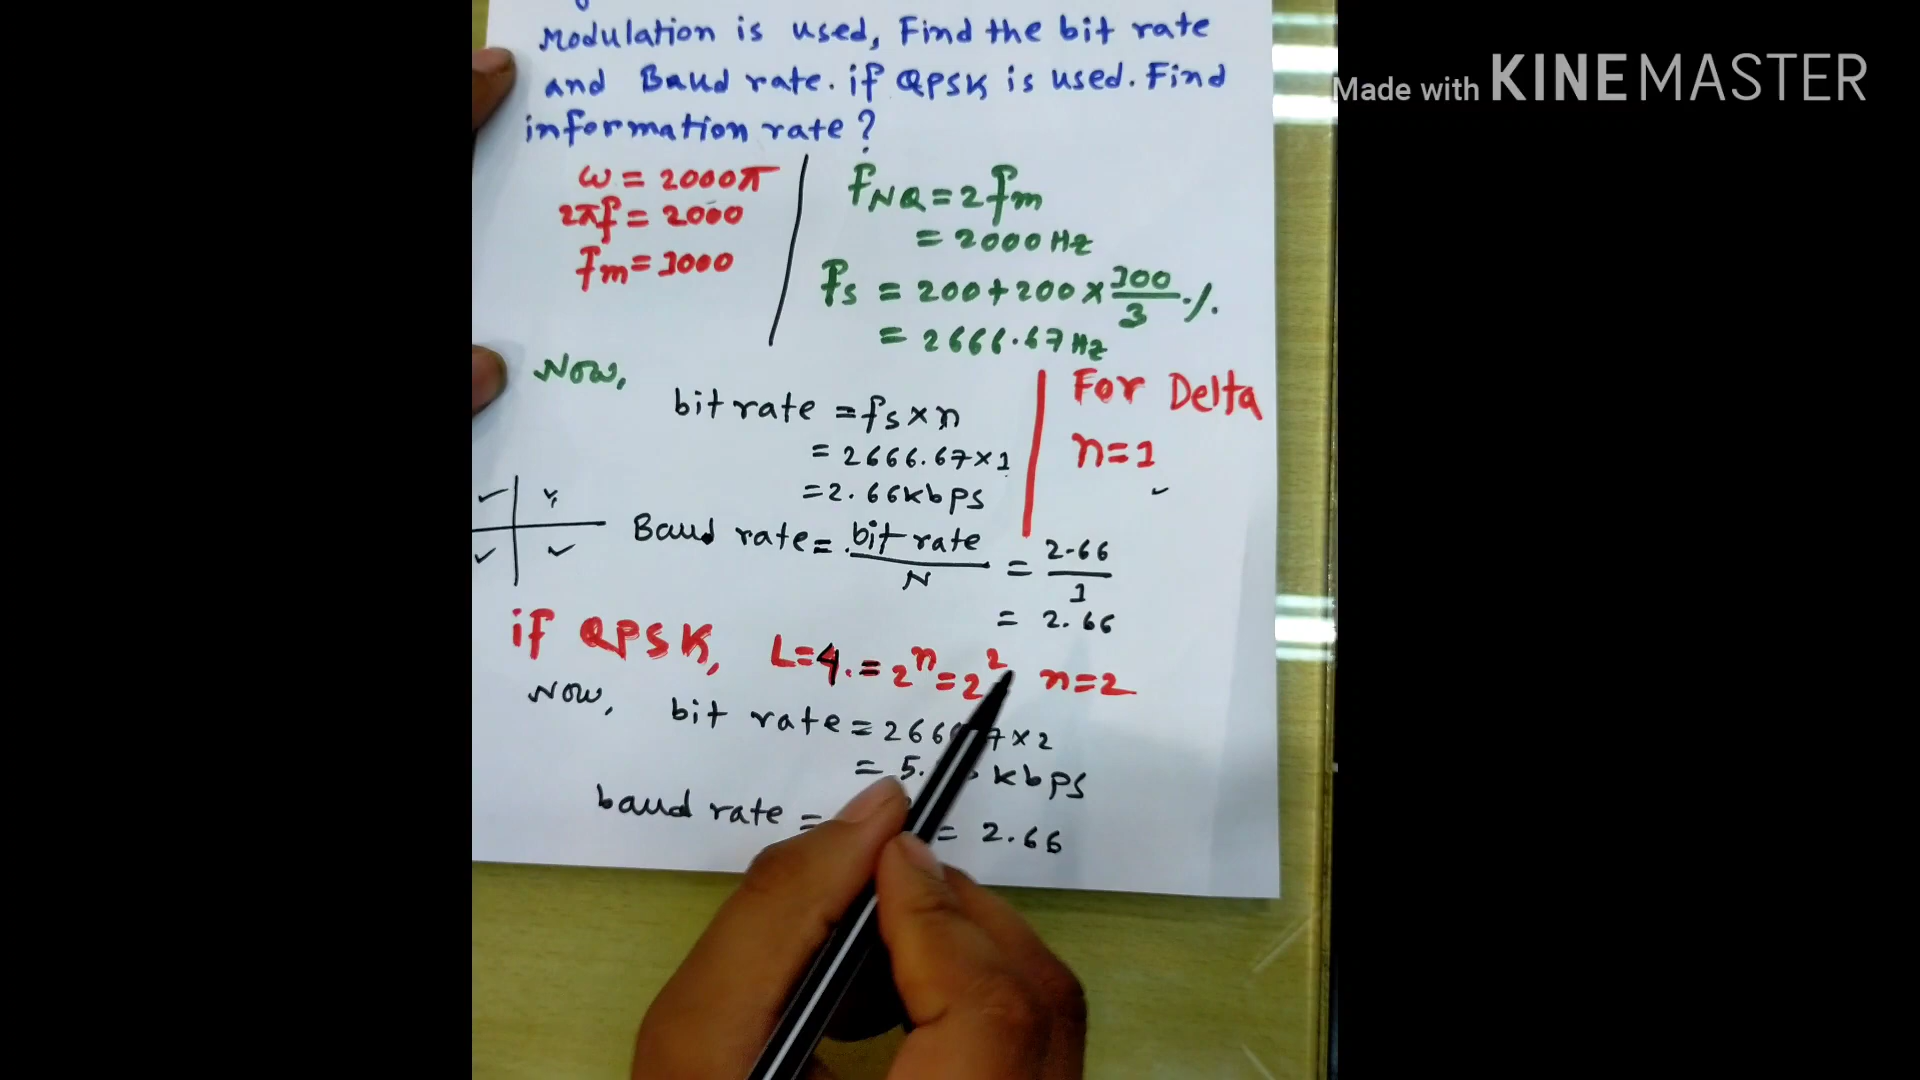 modulation is used, Find the bit rate
and Baud rate. if QPSK is used. Find
information rate?
ω = 2000π
2πf = 2000
fm = 1000
FNQ = 2fm
= 2000 Hz
Fs = 200+200×100/3 ·/.
= 2666.67 Hz
Now,
bit rate = fs × n
= 2666.67×1
= 2.66 kbps
For Delta
n=1
Baud rate = bit rate/N = 2.66/1
= 2.66
if QPSK, L=4. = 2^n = 2^2 n=2
Now, bit rate = 266 7×2
= 5. kbps
baud rate = = 2.66
Made with KINEMASTER